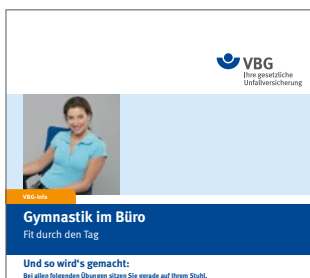 VBG
Ihre gesetzliche
Unfallversicherung
VBG-Info
Gymnastik im Büro
Fit durch den Tag
Und so wird's gemacht:
Bei allen folgenden Übungen sitzen Sie gerade auf Ihrem Stuhl.